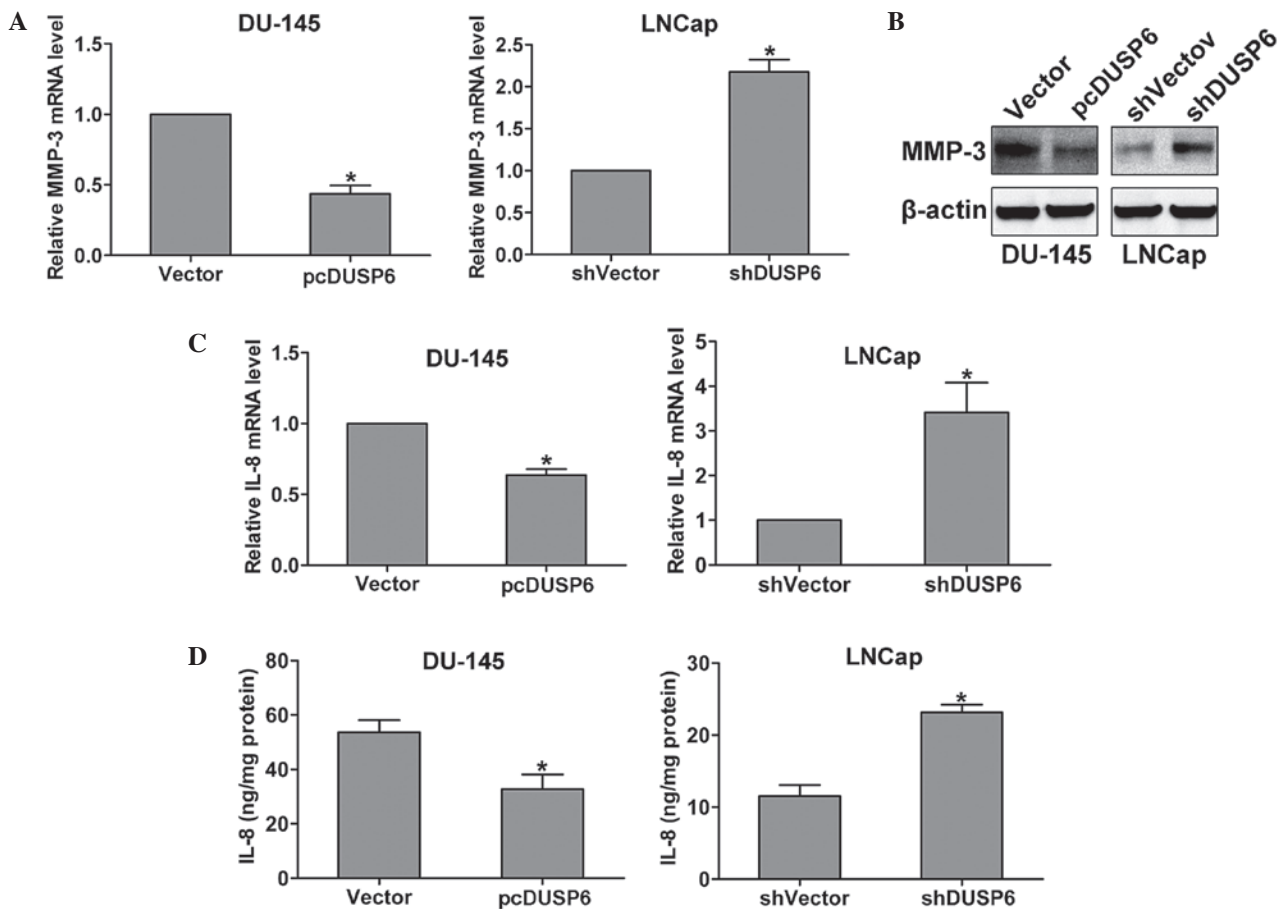 A
DU-145
Relative MMP-3 mRNA level
1.5
1.0
0.5
0.0
*
Vector
pcDUSP6
LNCap
Relative MMP-3 mRNA level
2.5
2.0
1.5
1.0
0.5
0.0
*
shVector
shDUSP6
B
Vector
pcDUSP6
shVectov
shDUSP6
MMP-3
β-actin
DU-145
LNCap
C
DU-145
Relative IL-8 mRNA level
1.5
1.0
0.5
0.0
*
Vector
pcDUSP6
LNCap
Relative IL-8 mRNA level
5
4
3
2
1
0
*
shVector
shDUSP6
D
DU-145
IL-8 (ng/mg protein)
80
60
40
20
0
*
Vector
pcDUSP6
LNCap
IL-8 (ng/mg protein)
30
20
10
0
*
shVector
shDUSP6